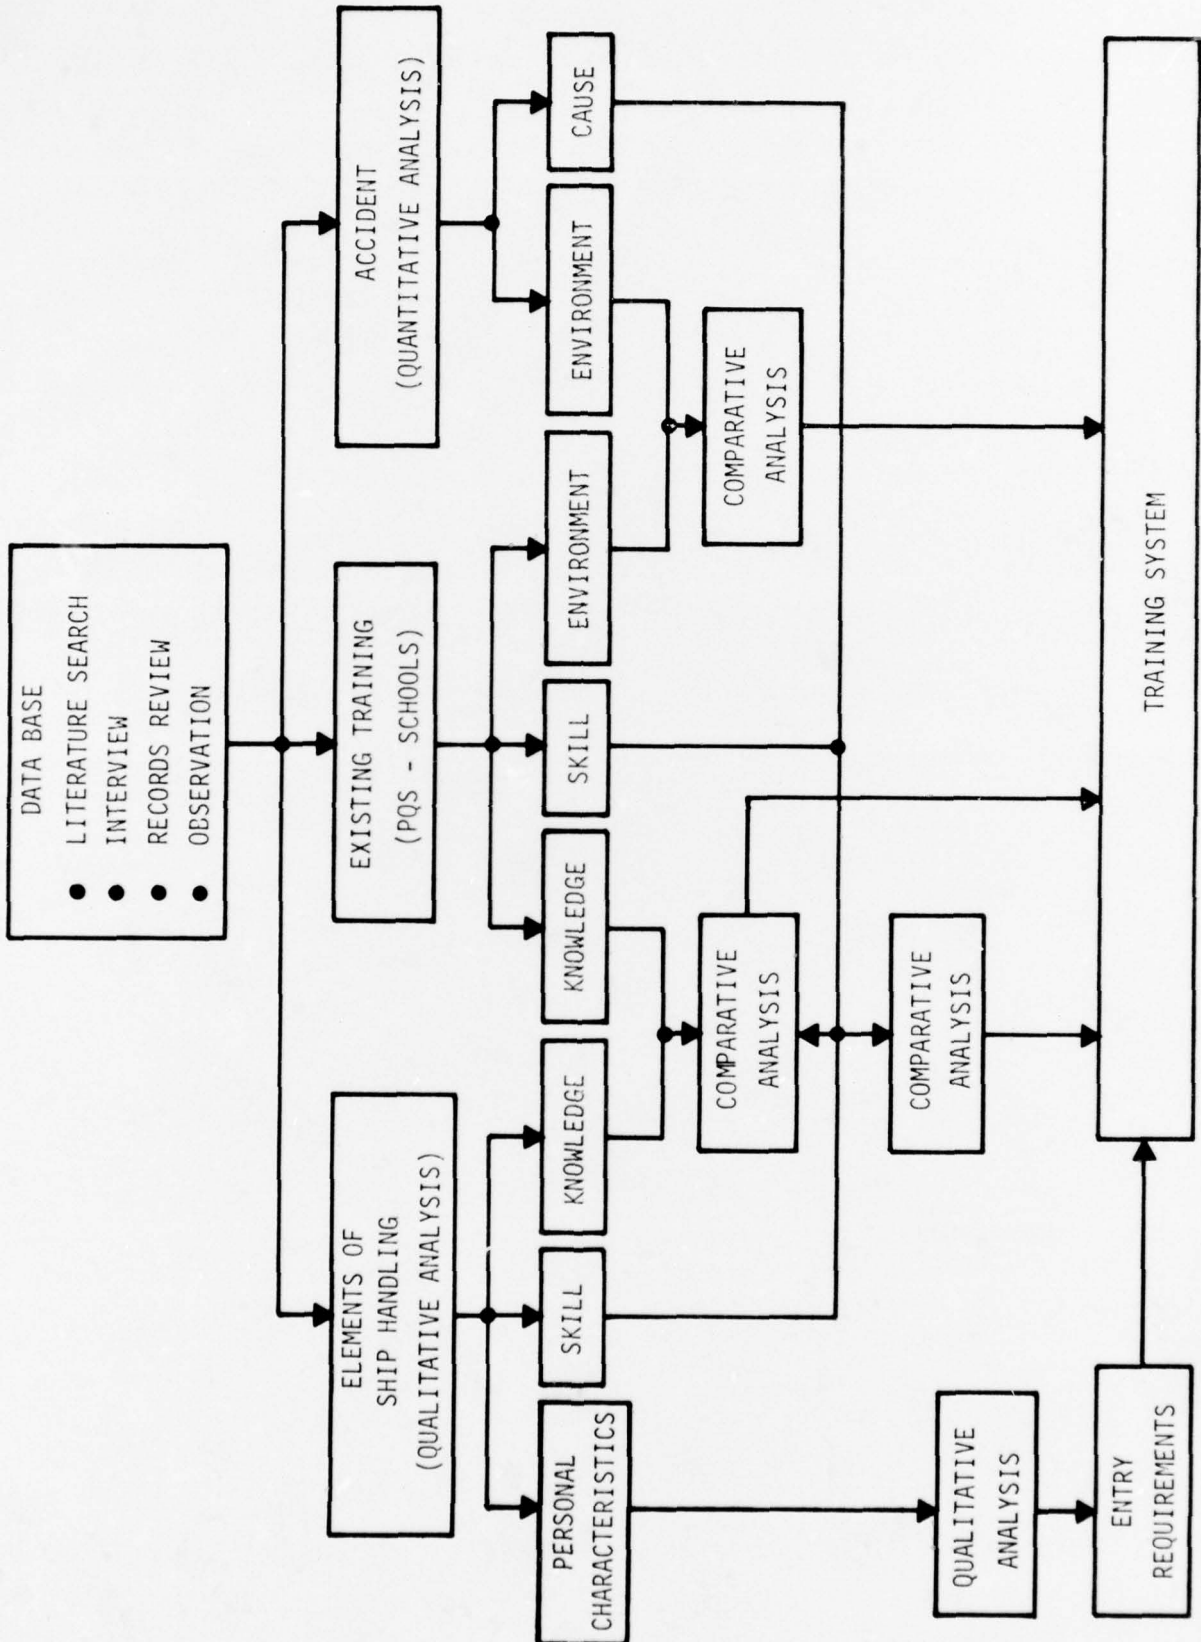 DATA BASE
● LITERATURE SEARCH
● INTERVIEW
● RECORDS REVIEW
● OBSERVATION
ELEMENTS OF
SHIP HANDLING
(QUALITATIVE ANALYSIS)
EXISTING TRAINING
(PQS - SCHOOLS)
ACCIDENT
(QUANTITATIVE ANALYSIS)
PERSONAL
CHARACTERISTICS
SKILL
KNOWLEDGE
KNOWLEDGE
SKILL
ENVIRONMENT
ENVIRONMENT
CAUSE
COMPARATIVE
ANALYSIS
COMPARATIVE
ANALYSIS
QUALITATIVE
ANALYSIS
COMPARATIVE
ANALYSIS
ENTRY
REQUIREMENTS
TRAINING SYSTEM